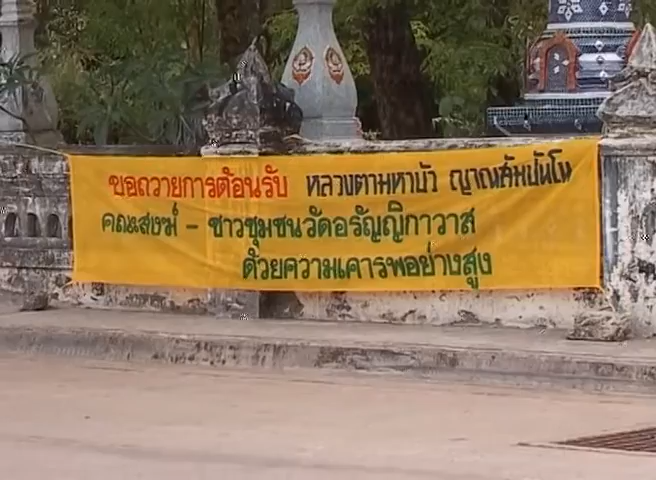 ขอถวายการต้อนรับ หลวงตามหาบัว ญาณสัมปันโน
คณะสงฆ์ - ชาวชุมชนวัดอรัญญิกาวาส
ด้วยความเคารพอย่างสูง